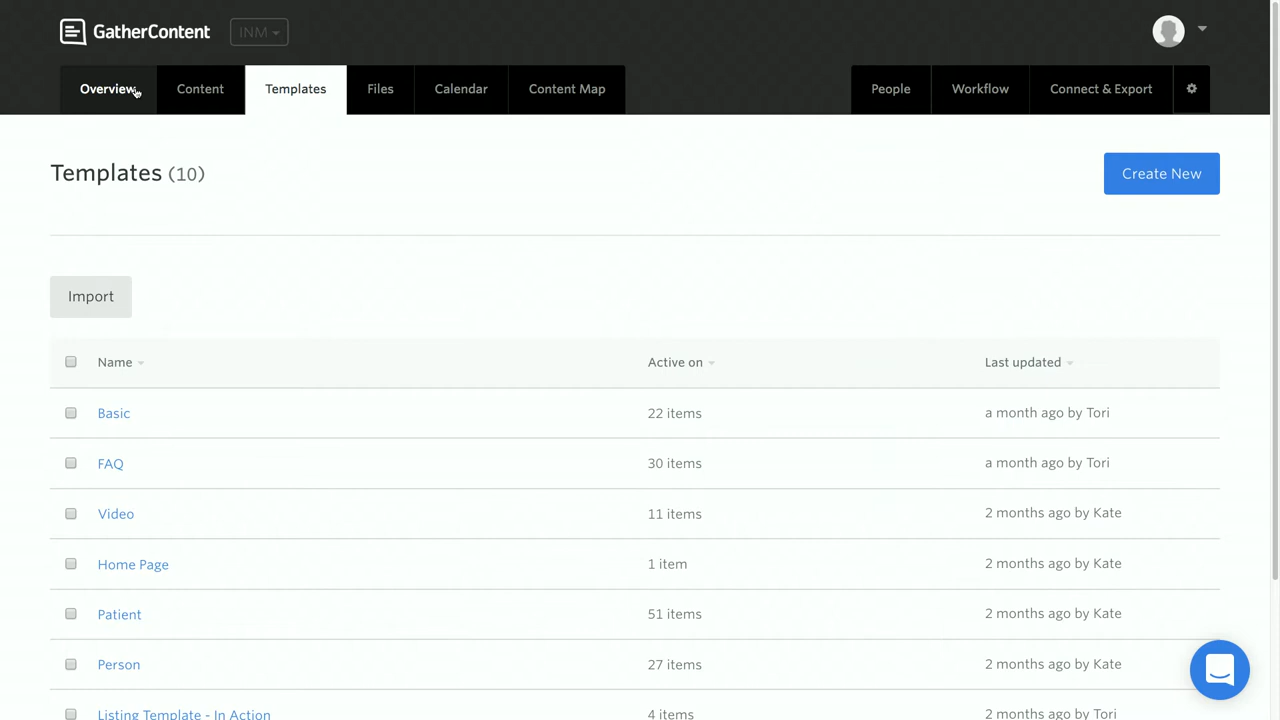 GatherContent INM
Overview Content Templates Files Calendar Content Map People Workflow Connect & Export
Templates (10) Create New
Import
Name Active on Last updated
Basic 22 items a month ago by Tori
FAQ 30 items a month ago by Tori
Video 11 items 2 months ago by Kate
Home Page 1 item 2 months ago by Kate
Patient 51 items 2 months ago by Kate
Person 27 items 2 months ago by Kate
Listing Template - In Action 4 items 2 months ago by Tori